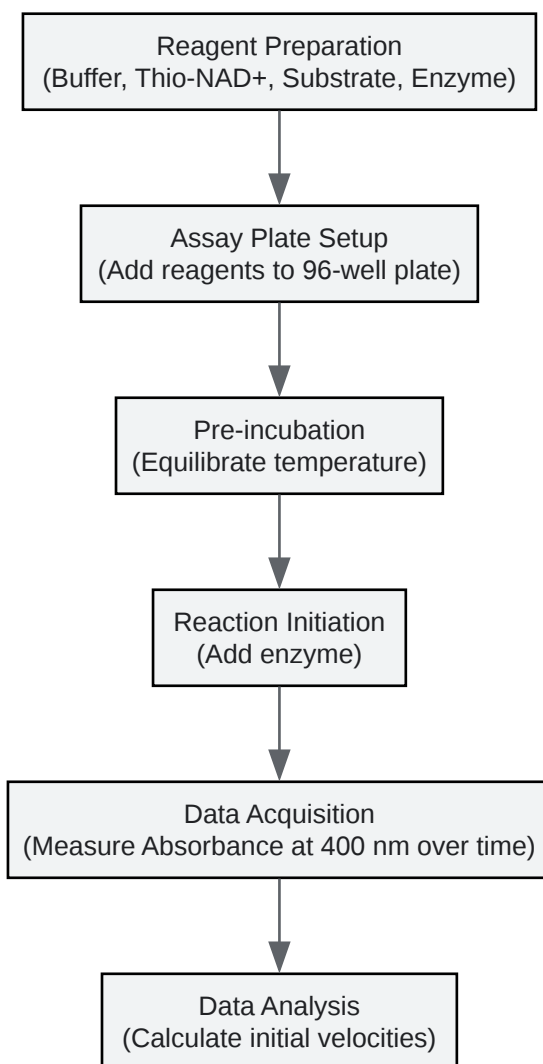 Reagent Preparation
(Buffer, Thio-NAD+, Substrate, Enzyme)
Assay Plate Setup
(Add reagents to 96-well plate)
Pre-incubation
(Equilibrate temperature)
Reaction Initiation
(Add enzyme)
Data Acquisition
(Measure Absorbance at 400 nm over time)
Data Analysis
(Calculate initial velocities)